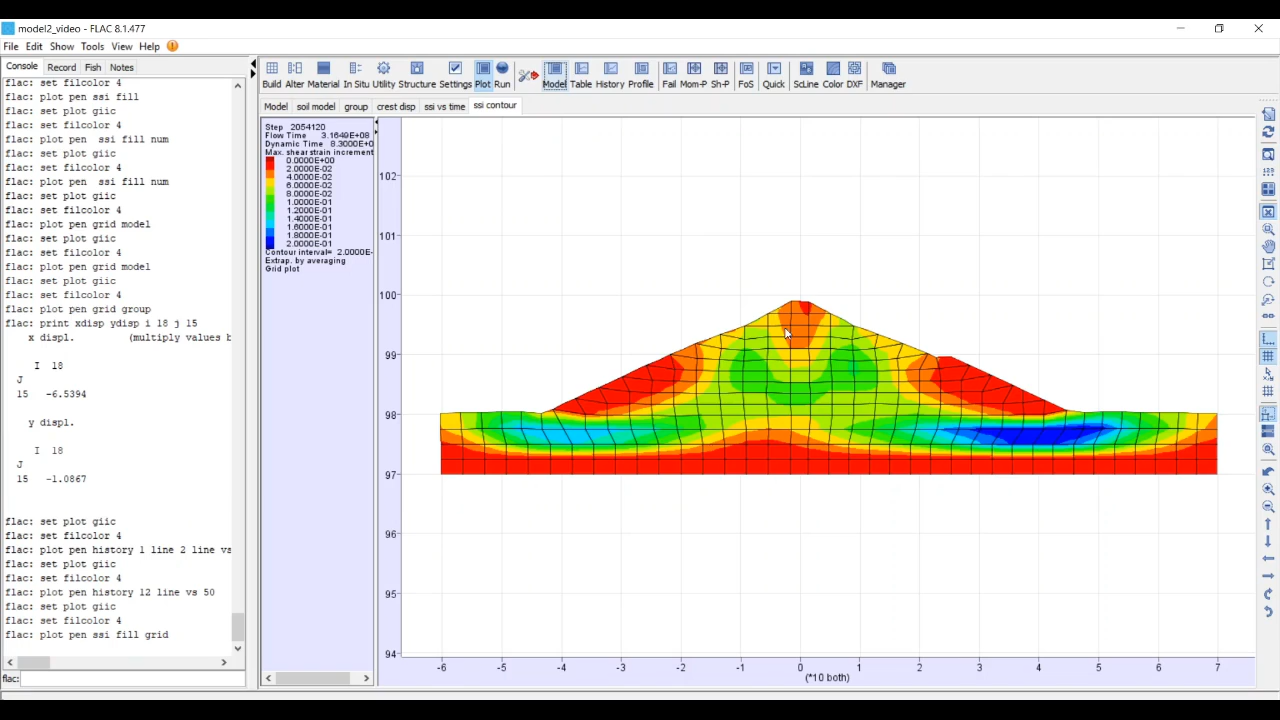 model2_video - FLAC 8.1.477
File Edit Show Tools View Help
Console Record Fish Notes
flac: set filcolor 4
flac: plot pen ssi fill
flac: set plot giic
flac: set filcolor 4
flac: plot pen  ssi fill num
flac: set plot giic
flac: set filcolor 4
flac: plot pen  ssi fill num
flac: set plot giic
flac: set filcolor 4
flac: plot pen grid model
flac: set plot giic
flac: set filcolor 4
flac: plot pen grid model
flac: set plot giic
flac: set filcolor 4
flac: plot pen grid group
flac: print xdisp ydisp i 18 j 15
x displ. (multiply values b
I 18
J
15 -6.5394
y displ.
I 18
J
15 -1.0867
flac: set plot giic
flac: set filcolor 4
flac: plot pen history 1 line 2 line vs
flac: set plot giic
flac: set filcolor 4
flac: plot pen history 12 line vs 50
flac: set plot giic
flac: set filcolor 4
flac: plot pen ssi fill grid
flac:
Build Alter Material In Situ Utility Structure Settings Plot Run Model Table History Profile Fail Mom-P Sh-P FoS Quick ScLine Color DXF Manager
Model soil model group crest disp ssi vs time ssi contour
Step 2054120
Flow Time 3.1649E+08
Dynamic Time 8.3000E+0
Max. shear strain increment
0.0000E+00
2.0000E-02
4.0000E-02
6.0000E-02
8.0000E-02
1.0000E-01
1.2000E-01
1.4000E-01
1.6000E-01
1.8000E-01
2.0000E-01
Contour interval= 2.0000E-
Extrap. by averaging
Grid plot
102
101
100
99
98
97
96
95
94
-6 -5 -4 -3 -2 -1 0 1 2 3 4 5 6 7
(*10 both)